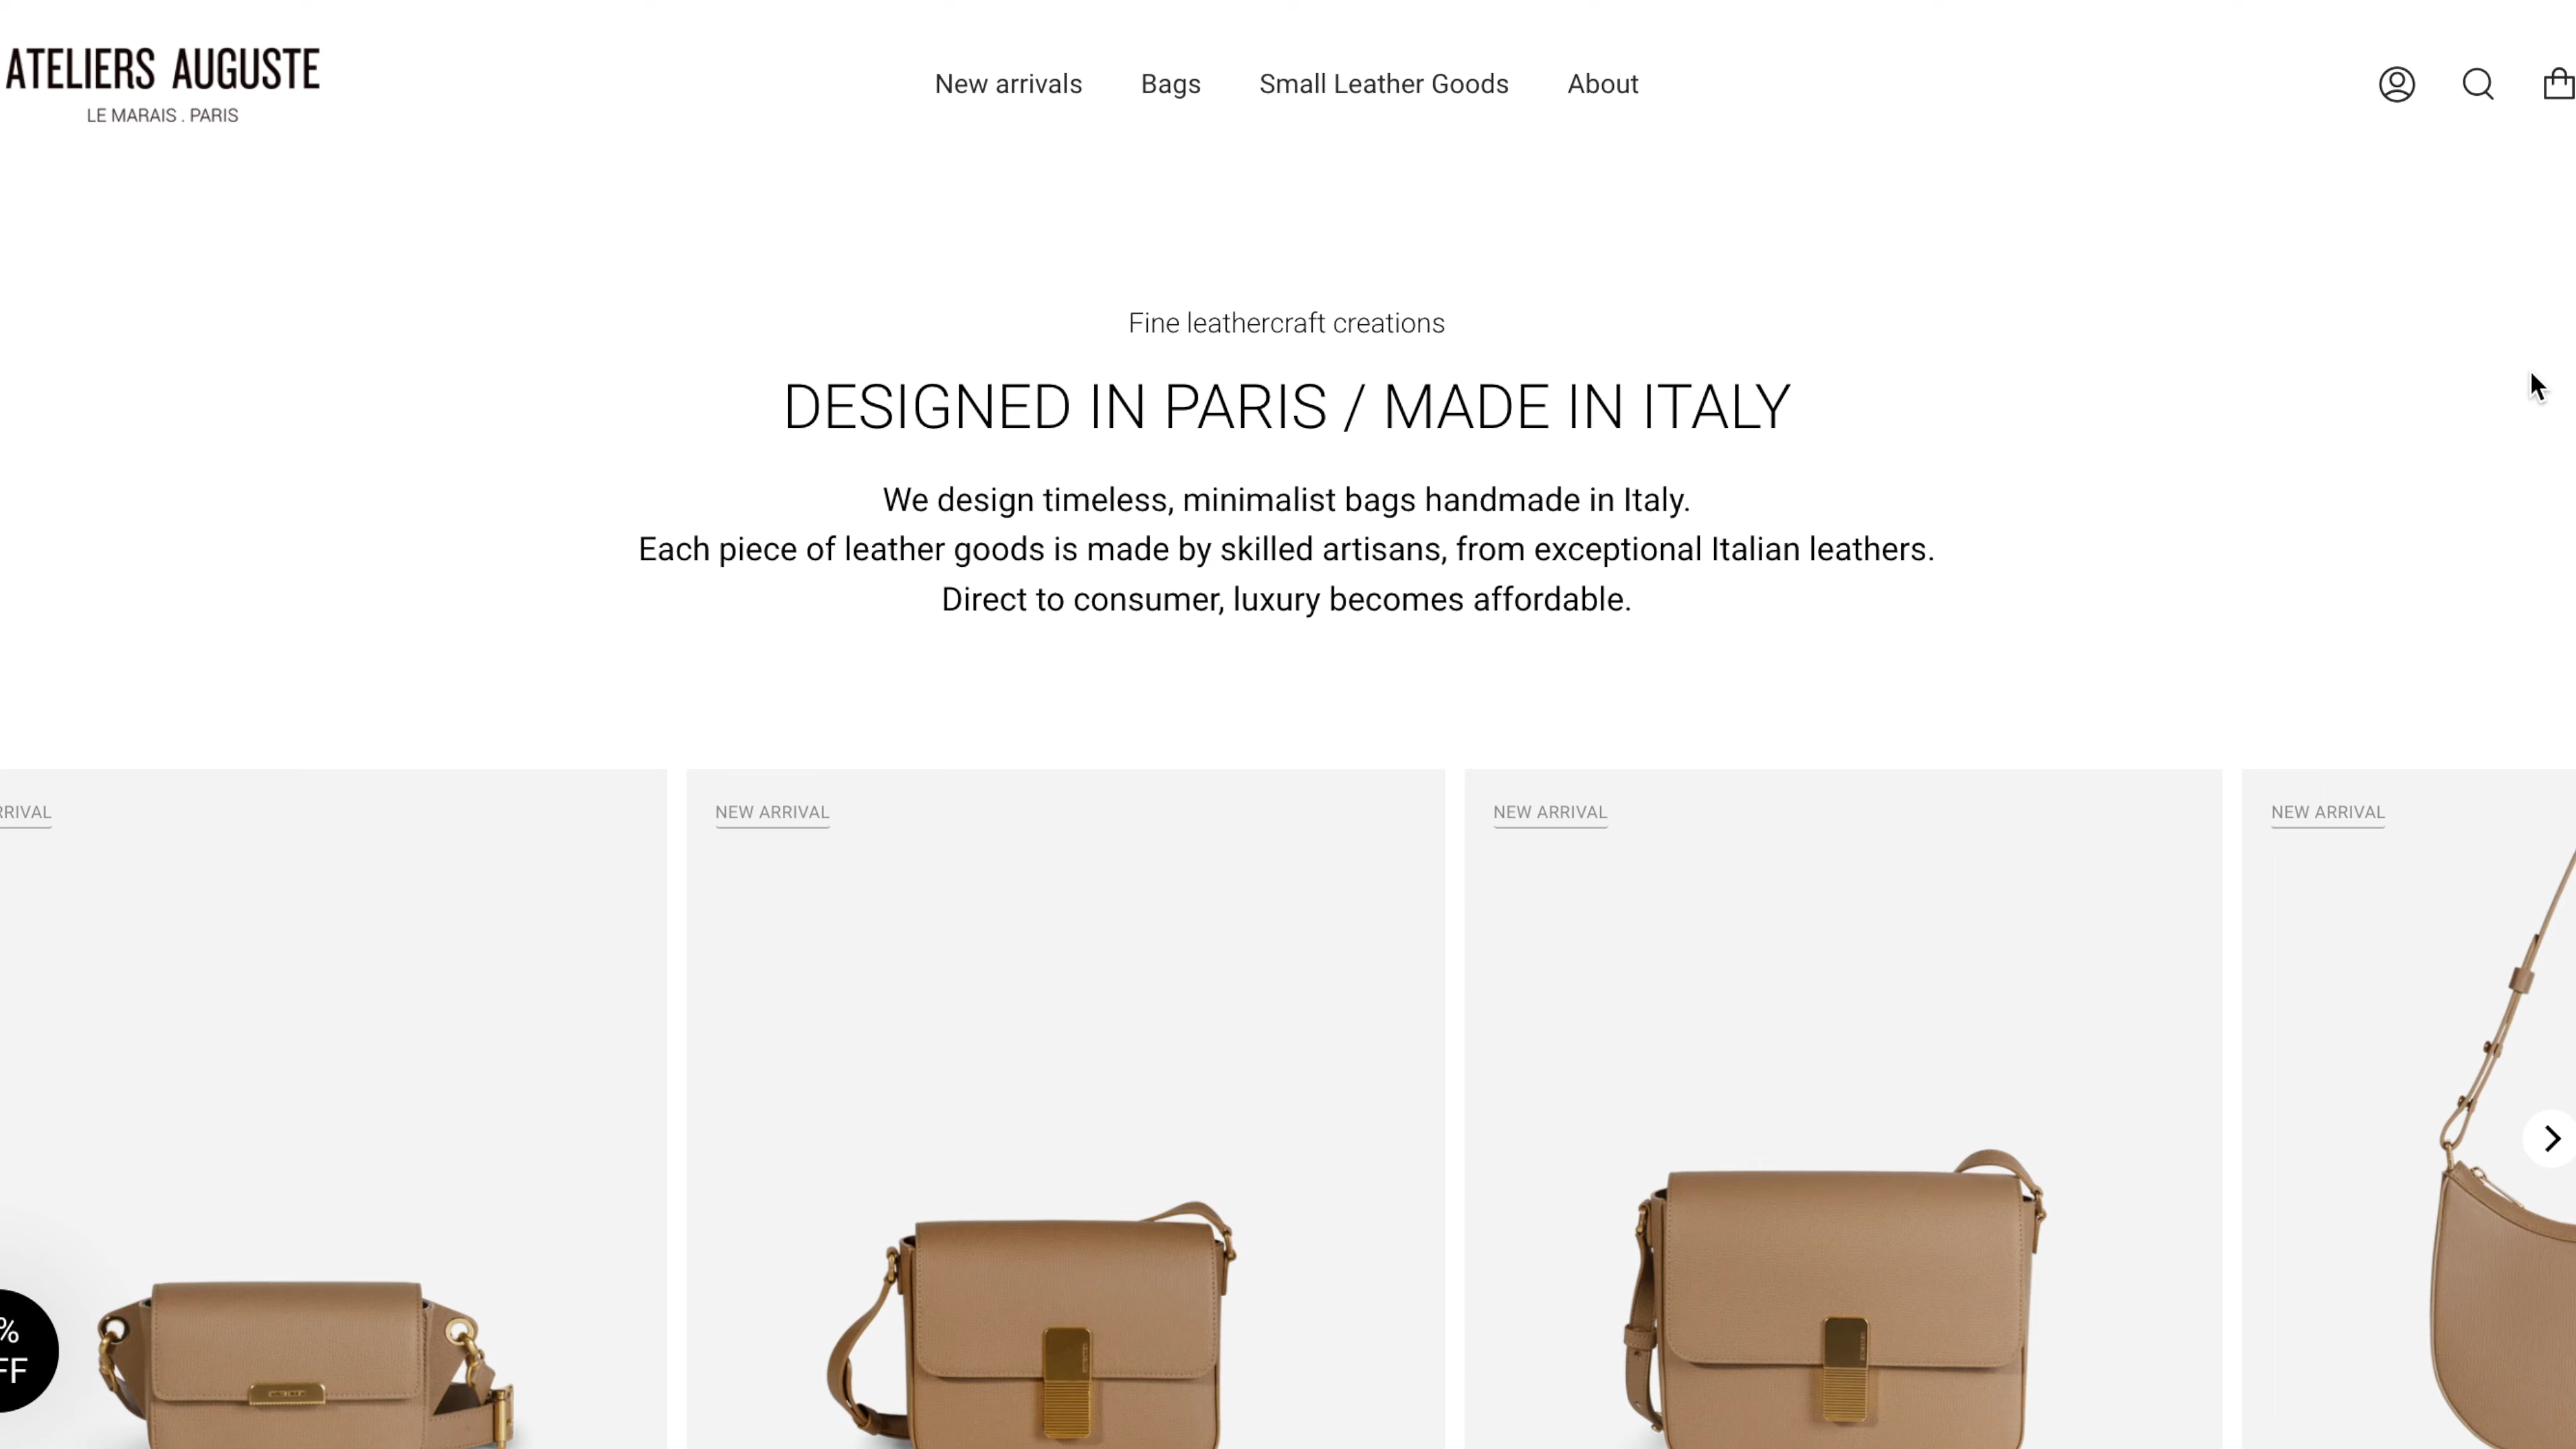 ATELIERS AUGUSTE
LE MARAIS . PARIS
New arrivals
Bags
Small Leather Goods
About
Fine leathercraft creations
DESIGNED IN PARIS / MADE IN ITALY
We design timeless, minimalist bags handmade in Italy.
Each piece of leather goods is made by skilled artisans, from exceptional Italian leathers.
Direct to consumer, luxury becomes affordable.
RRIVAL
NEW ARRIVAL
NEW ARRIVAL
NEW ARRIVAL
%
FF